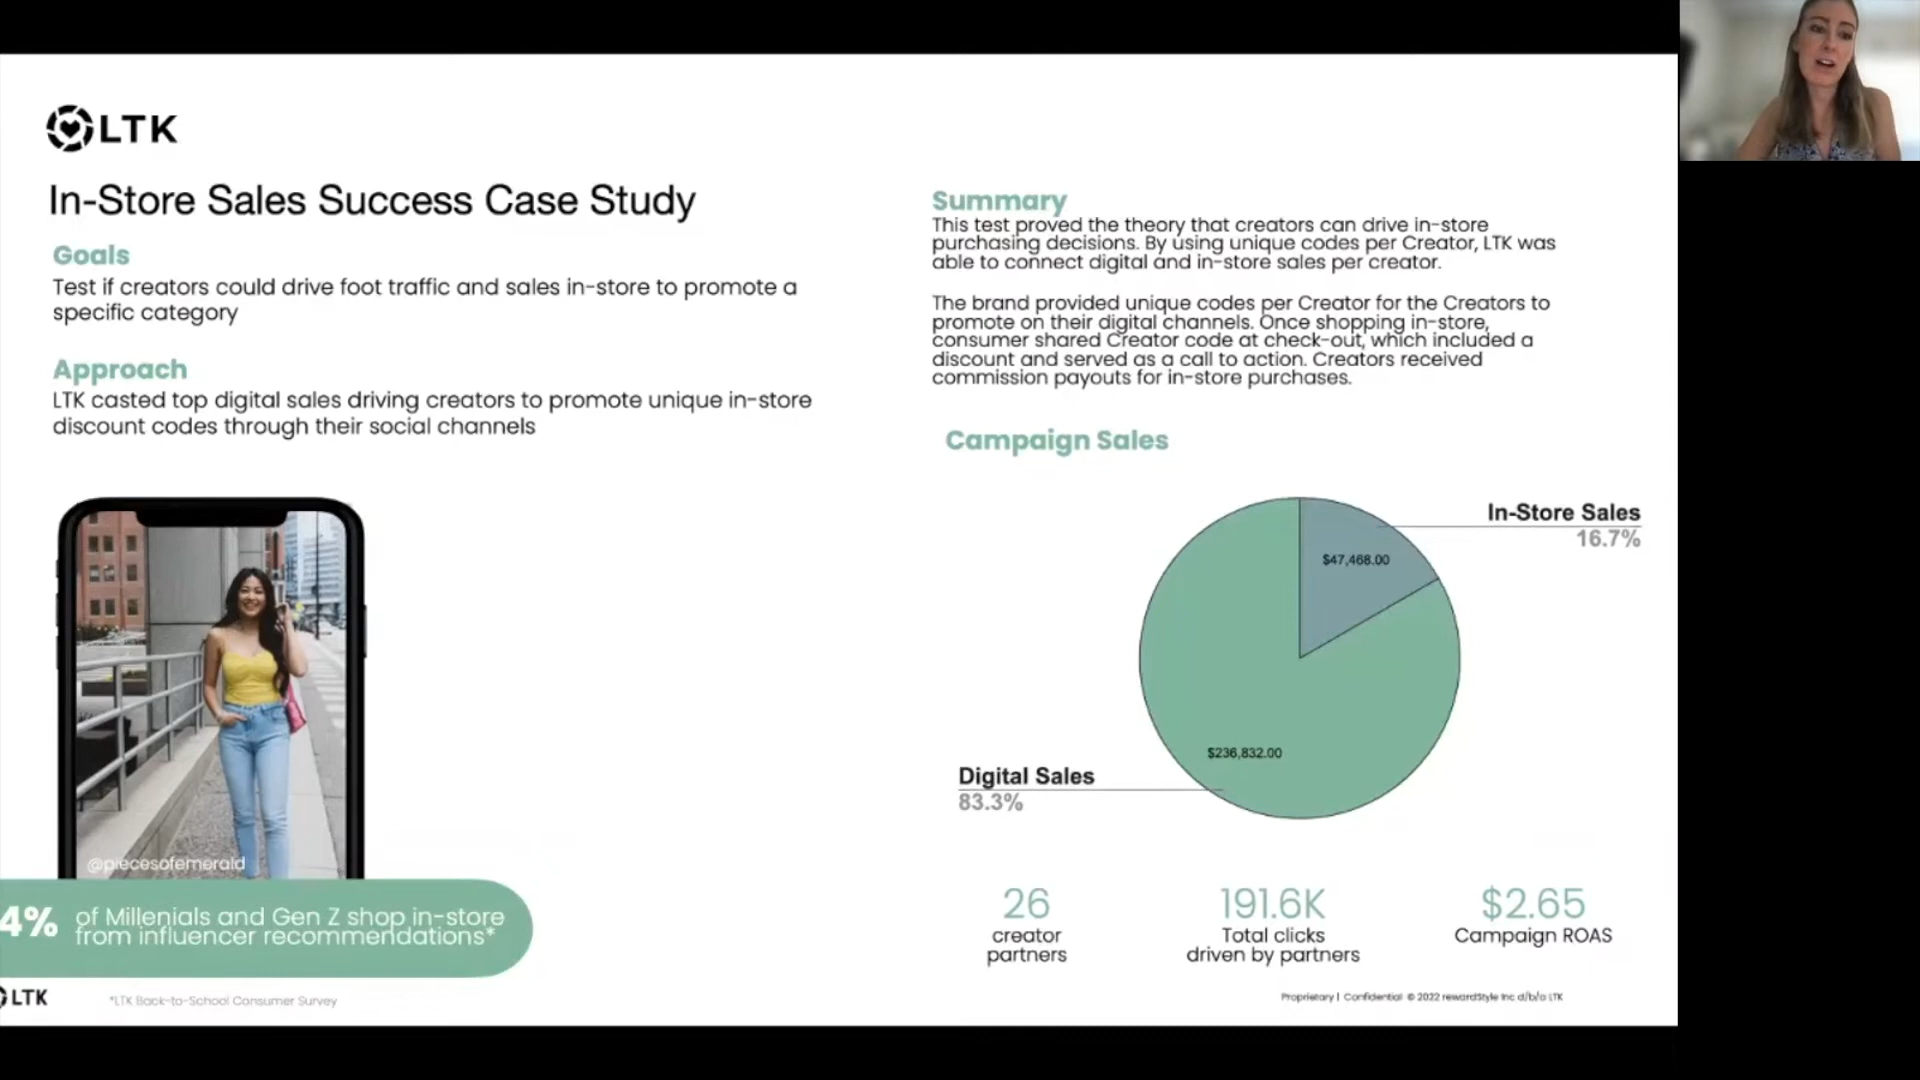 LTK
In-Store Sales Success Case Study
Goals
Test if creators could drive foot traffic and sales in-store to promote a
specific category
Approach
LTK casted top digital sales driving creators to promote unique in-store
discount codes through their social channels
@piecesofemerald
4% of Millenials and Gen Z shop in-store
from influencer recommendations*
LTK
*LTK Back-to-School Consumer Survey
Summary
This test proved the theory that creators can drive in-store
purchasing decisions. By using unique codes per Creator, LTK was
able to connect digital and in-store sales per creator.
The brand provided unique codes per Creator for the Creators to
promote on their digital channels. Once shopping in-store,
consumer shared Creator code at check-out, which included a
discount and served as a call to action. Creators received
commission payouts for in-store purchases.
Campaign Sales
In-Store Sales
16.7%
$47,468.00
$236,832.00
Digital Sales
83.3%
26
creator
partners
191.6K
Total clicks
driven by partners
$2.65
Campaign ROAS
Proprietary | Confidential © 2022 rewardStyle Inc d/b/a LTK